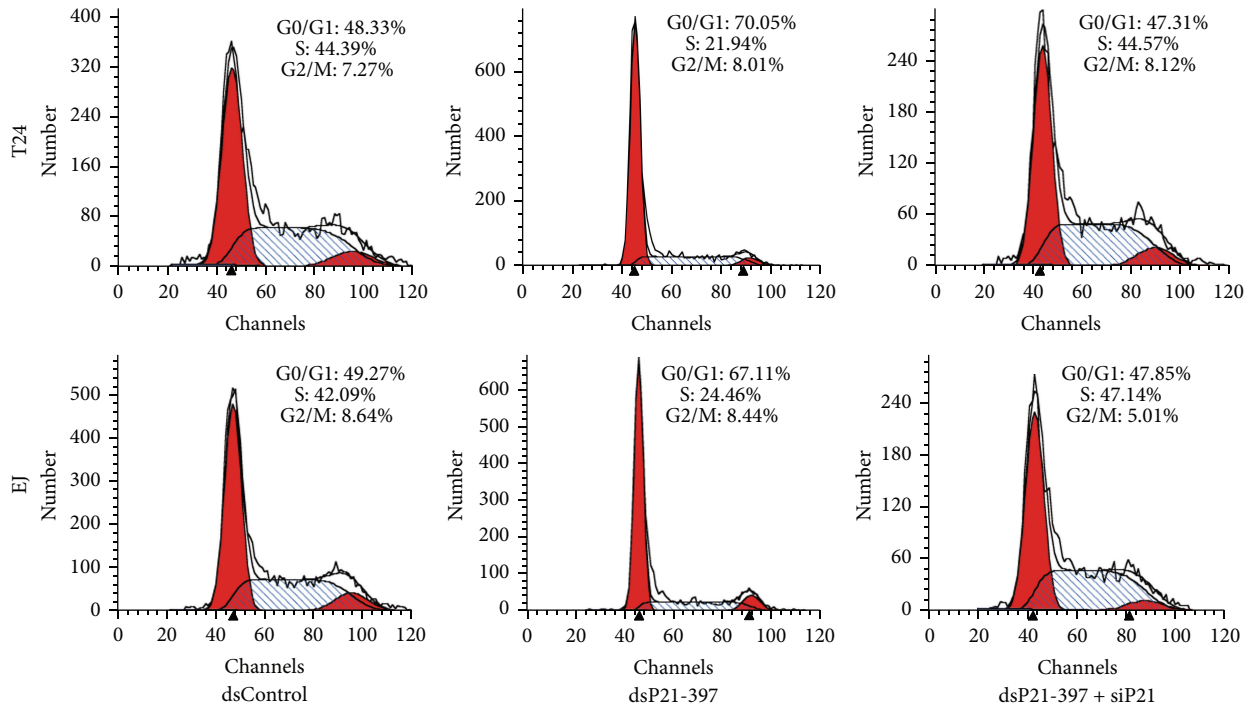 T24
Number
400
320
240
160
80
0
G0/G1: 48.33%
S: 44.39%
G2/M: 7.27%
0 20 40 60 80 100 120
Channels
Number
600
400
200
0
G0/G1: 70.05%
S: 21.94%
G2/M: 8.01%
0 20 40 60 80 100 120
Channels
Number
240
180
120
60
0
G0/G1: 47.31%
S: 44.57%
G2/M: 8.12%
0 20 40 60 80 100 120
Channels
EJ
Number
500
400
300
200
100
0
G0/G1: 49.27%
S: 42.09%
G2/M: 8.64%
0 20 40 60 80 100 120
Channels
dsControl
Number
600
500
400
300
200
100
0
G0/G1: 67.11%
S: 24.46%
G2/M: 8.44%
0 20 40 60 80 100 120
Channels
dsP21-397
Number
240
180
120
60
0
G0/G1: 47.85%
S: 47.14%
G2/M: 5.01%
0 20 40 60 80 100 120
Channels
dsP21-397 + siP21